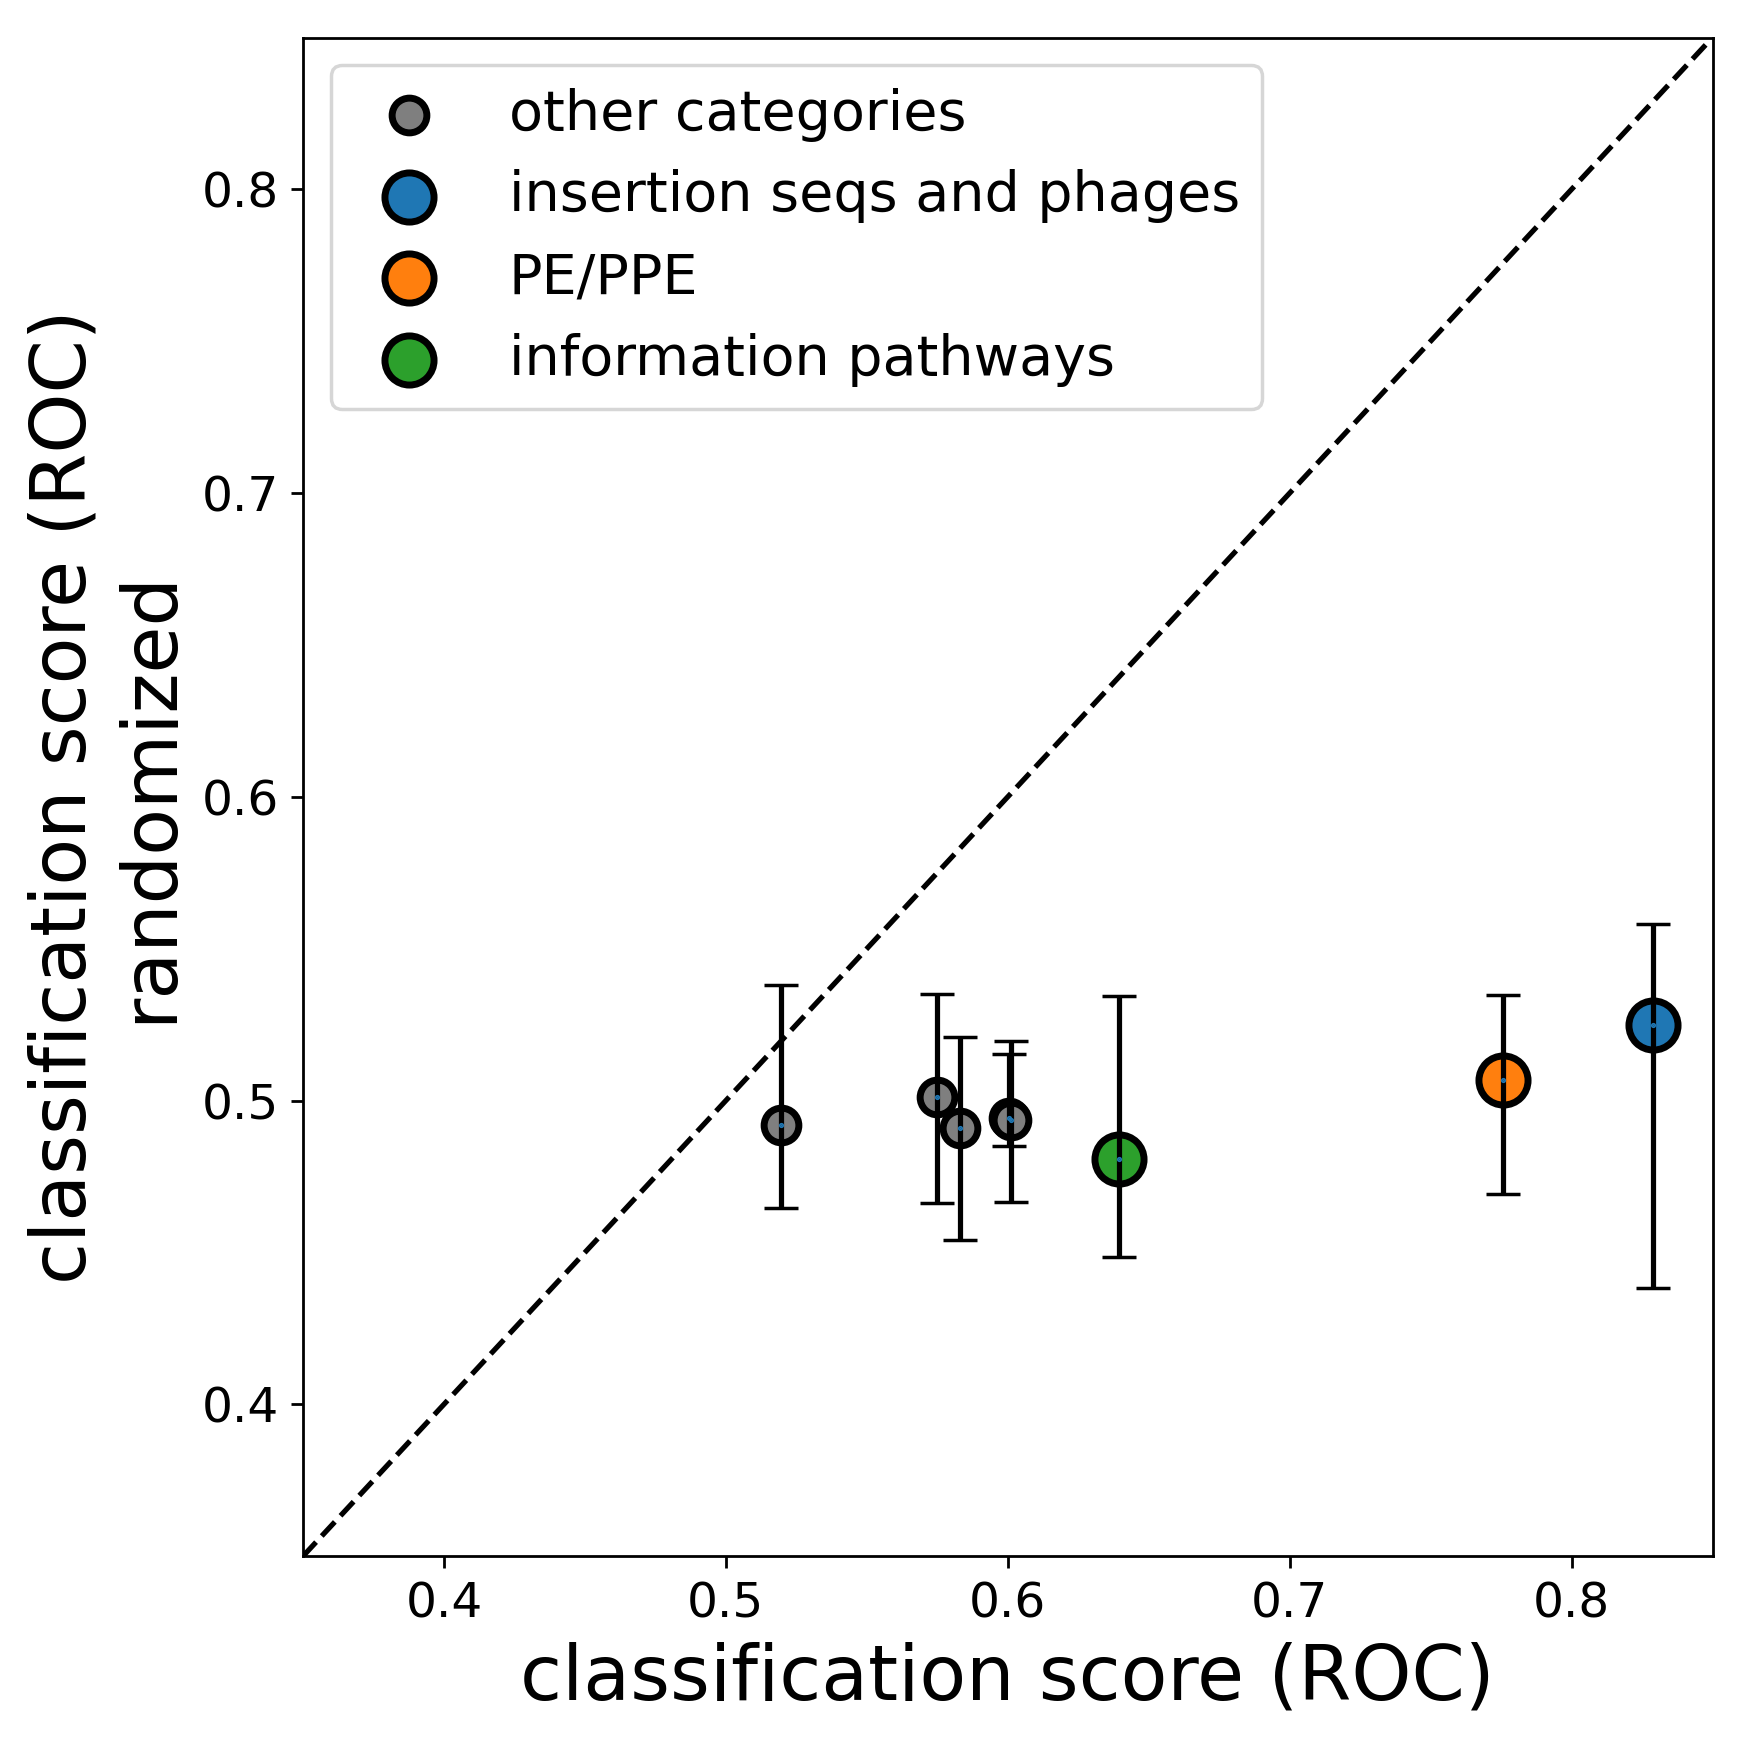 other categories
insertion seqs and phages
PE/PPE
information pathways
classification score (ROC)
randomized
0.8
0.7
0.6
0.5
0.4
0.4
0.5
0.6
0.7
0.8
classification score (ROC)